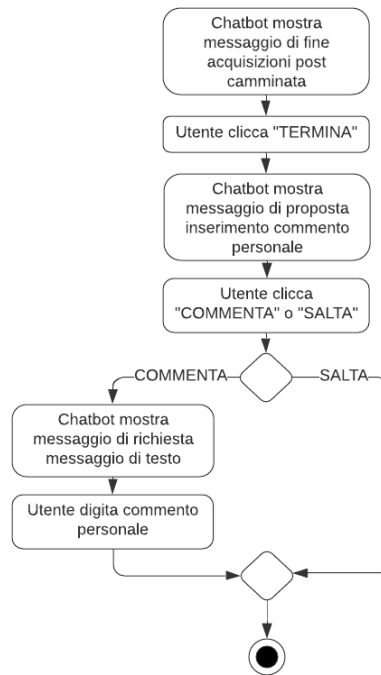 Chatbot mostra
messaggio di fine
acquisizioni post
camminata
Utente clicca "TERMINA"
Chatbot mostra
messaggio di proposta
inserimento commento
personale
Utente clicca
"COMMENTA" o "SALTA"
COMMENTA
SALTA
Chatbot mostra
messaggio di richiesta
messaggio di testo
Utente digita commento
personale